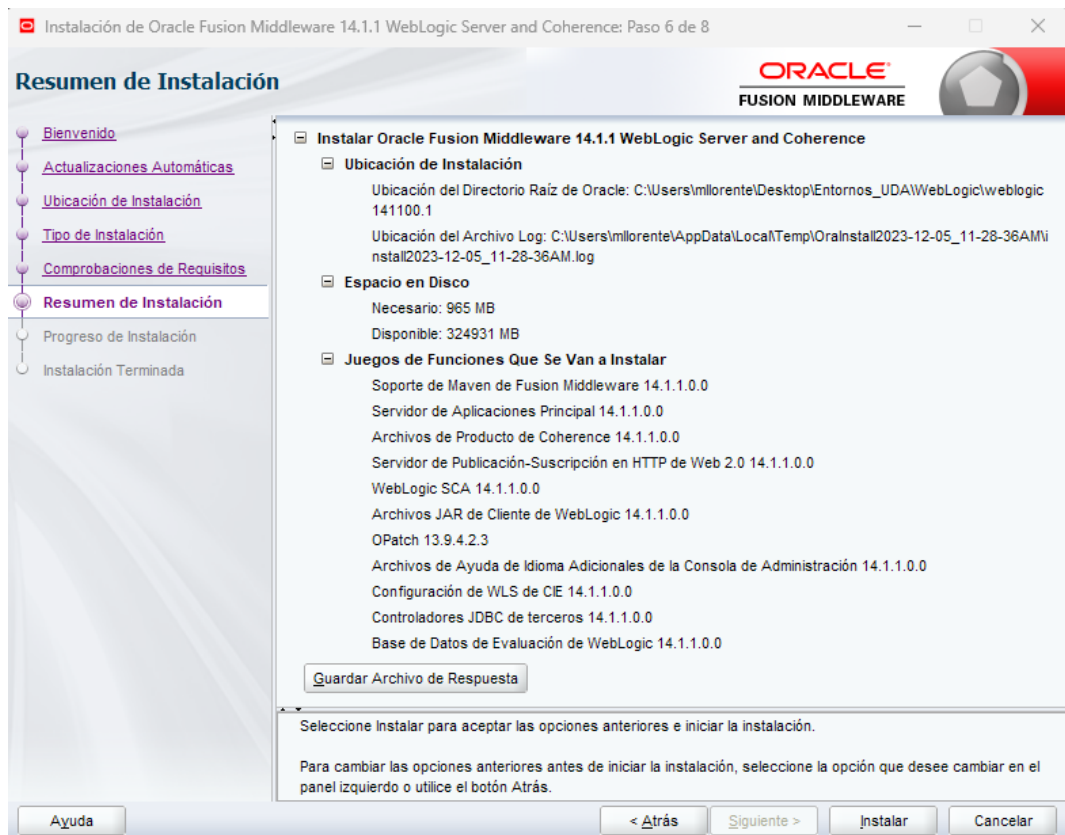 Instalación de Oracle Fusion Middleware 14.1.1 WebLogic Server and Coherence: Paso 6 de 8
Resumen de Instalación
ORACLE
FUSION MIDDLEWARE
Bienvenido
Actualizaciones Automáticas
Ubicación de Instalación
Tipo de Instalación
Comprobaciones de Requisitos
Resumen de Instalación
Progreso de Instalación
Instalación Terminada
Instalar Oracle Fusion Middleware 14.1.1 WebLogic Server and Coherence
Ubicación de Instalación
Ubicación del Directorio Raíz de Oracle: C:\Users\mllorente\Desktop\Entornos_UDA\WebLogic\weblogic
141100.1
Ubicación del Archivo Log: C:\Users\mllorente\AppData\Local\Temp\OraInstall2023-12-05_11-28-36AM\i
nstall2023-12-05_11-28-36AM.log
Espacio en Disco
Necesario: 965 MB
Disponible: 324931 MB
Juegos de Funciones Que Se Van a Instalar
Soporte de Maven de Fusion Middleware 14.1.1.0.0
Servidor de Aplicaciones Principal 14.1.1.0.0
Archivos de Producto de Coherence 14.1.1.0.0
Servidor de Publicación-Suscripción en HTTP de Web 2.0 14.1.1.0.0
WebLogic SCA 14.1.1.0.0
Archivos JAR de Cliente de WebLogic 14.1.1.0.0
OPatch 13.9.4.2.3
Archivos de Ayuda de Idioma Adicionales de la Consola de Administración 14.1.1.0.0
Configuración de WLS de CIE 14.1.1.0.0
Controladores JDBC de terceros 14.1.1.0.0
Base de Datos de Evaluación de WebLogic 14.1.1.0.0
Guardar Archivo de Respuesta
Seleccione Instalar para aceptar las opciones anteriores e iniciar la instalación.
Para cambiar las opciones anteriores antes de iniciar la instalación, seleccione la opción que desee cambiar en el
panel izquierdo o utilice el botón Atrás.
Ayuda
< Atrás
Siguiente >
Instalar
Cancelar